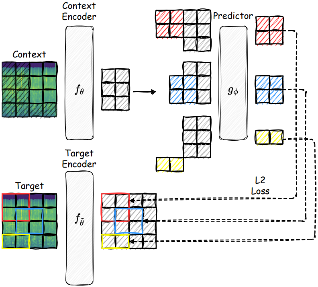 Context
Encoder
Predictor
Context
fθ
gφ
Target
Encoder
Target
fθ̄
L2
Loss